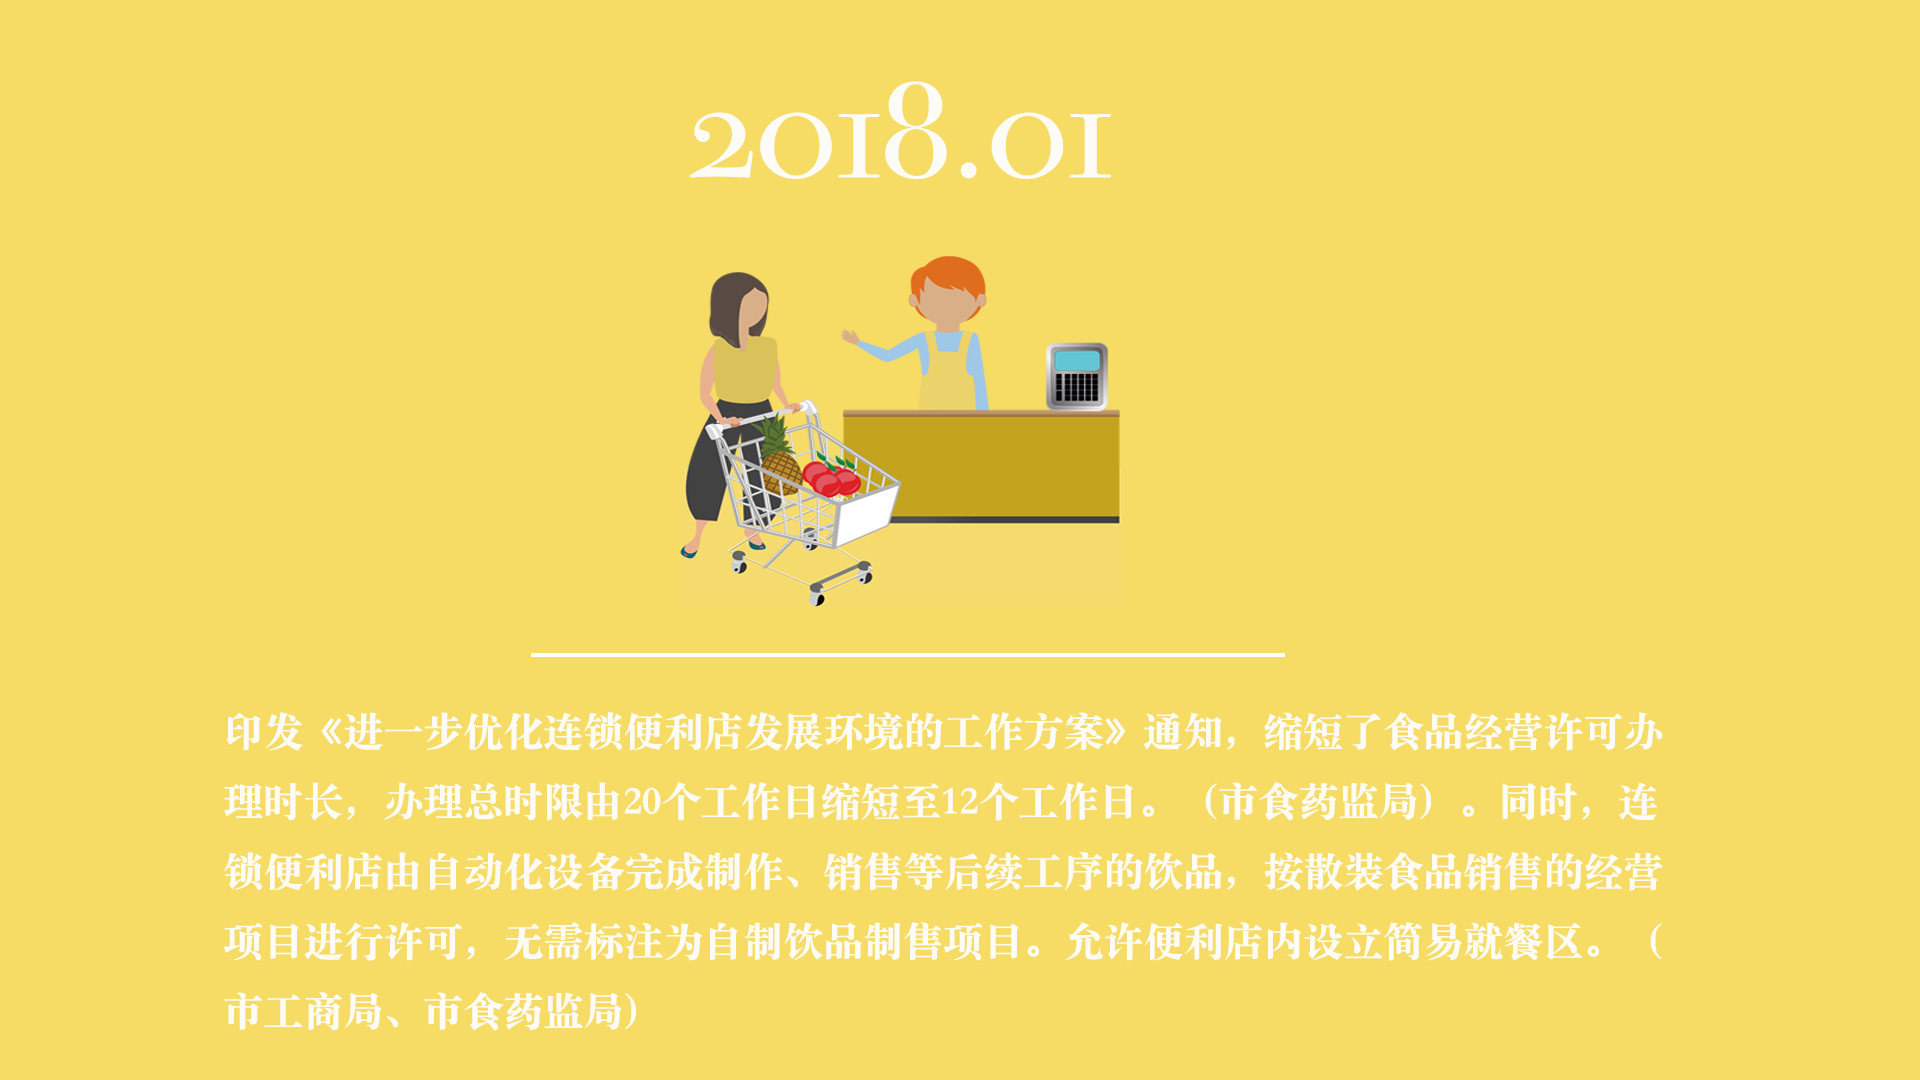 2018.01
印发《进一步优化连锁便利店发展环境的工作方案》通知，缩短了食品经营许可办
理时长，办理总时限由20个工作日缩短至12个工作日。（市食药监局）。同时，连
锁便利店由自动化设备完成制作、销售等后续工序的饮品，按散装食品销售的经营
项目进行许可，无需标注为自制饮品制售项目。允许便利店内设立简易就餐区。（
市工商局、市食药监局）